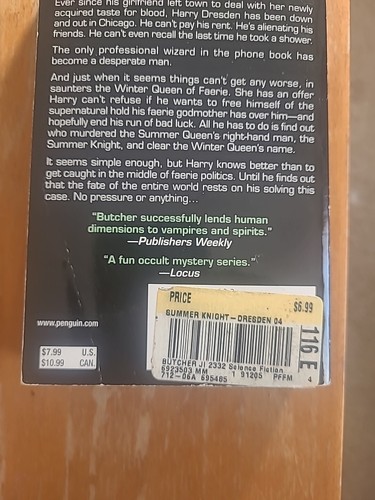 Ever since his girlfriend left town to deal with her newly
acquired taste for blood, Harry Dresden has been down
and out in Chicago. He can't pay his rent. He's alienating his
friends. He can't even recall the last time he took a shower.
The only professional wizard in the phone book has
become a desperate man.
And just when it seems things can't get any worse, in
saunters the Winter Queen of Faerie. She has an offer
Harry can't refuse if he wants to free himself of the
supernatural hold his faerie godmother has over him—and
hopefully end his run of bad luck. All he has to do is find out
who murdered the Summer Queen's right-hand man, the
Summer Knight, and clear the Winter Queen's name.
It seems simple enough, but Harry knows better than to
get caught in the middle of faerie politics. Until he finds out
that the fate of the entire world rests on his solving this
case. No pressure or anything...
“Butcher successfully lends human
dimensions to vampires and spirits.”
—Publishers Weekly
“A fun occult mystery series.”
—Locus
PRICE $6.99
SUMMER KNIGHT-DRESDEN 04
116 E
4
BUTCHER JI 2332 Science Fiction
6923503 MM 1 91205 PFFM
712-06A 695485
www.penguin.com
$7.99 U.S.
$10.99 CAN.